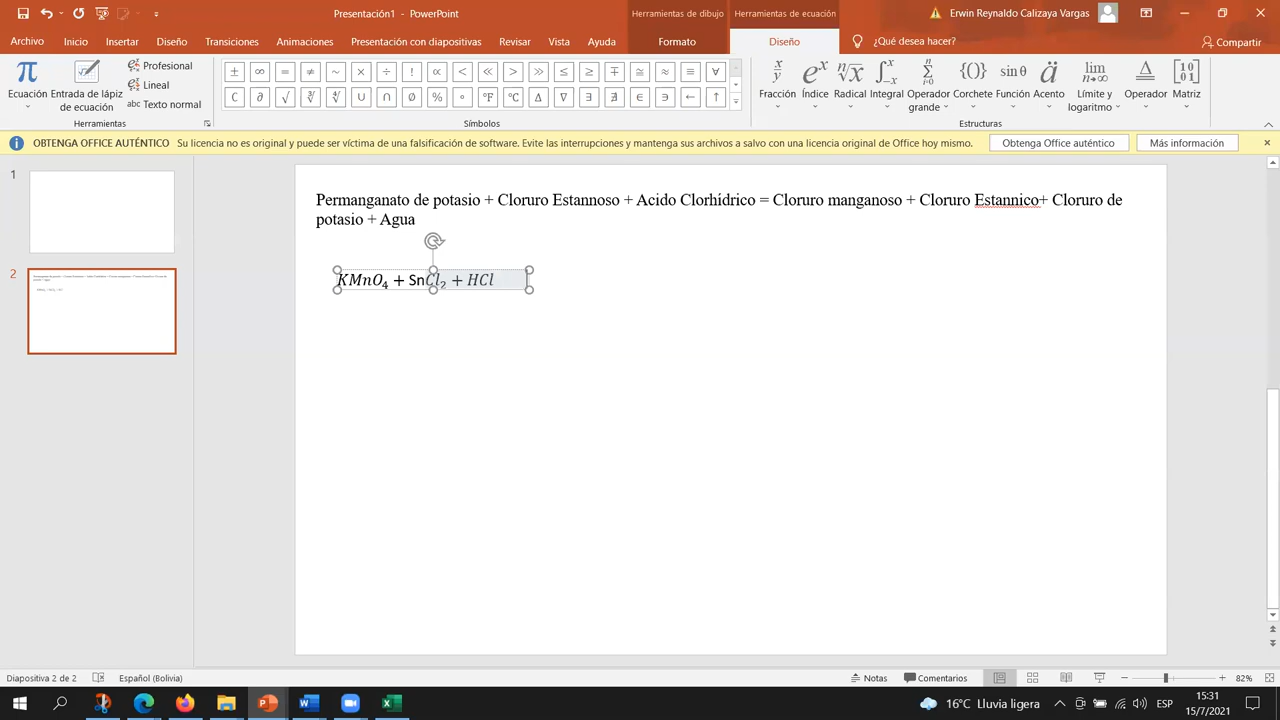 Presentación1 - PowerPoint
Herramientas de dibujo
Herramientas de ecuación
Erwin Reynaldo Calizaya Vargas
Archivo Inicio Insertar Diseño Transiciones Animaciones Presentación con diapositivas Revisar Vista Ayuda Formato Diseño ¿Qué desea hacer? Compartir
π Ecuación
Entrada de lápiz de ecuación
Profesional
Lineal
abc Texto normal
Herramientas
± ∞ = ≠ ~ × ÷ ! ∝ < ≪ > ≫ ≤ ≥ ∓ ≅ ≈ ≡ ∀
∁ ∂ √ ∛ ∜ ∪ ∩ ∅ % ° °F °C ∆ ∇ ∃ ∄ ∈ ∋ ← ↑
Símbolos
Fracción Índice Radical Integral Operador grande Corchete Función Acento Límite y logaritmo Operador Matriz
Estructuras
OBTENGA OFFICE AUTÉNTICO Su licencia no es original y puede ser víctima de una falsificación de software. Evite las interrupciones y mantenga sus archivos a salvo con una licencia original de Office hoy mismo. Obtenga Office auténtico Más información
1
2
Permanganato de potasio + Cloruro Estannoso + Acido Clorhídrico = Cloruro manganoso + Cloruro Estannico+ Cloruro de
potasio + Agua
KMnO₄ + SnCl₂ + HCl
Diapositiva 2 de 2 Español (Bolivia) Notas Comentarios 82%
16°C Lluvia ligera ESP 15:31
15/7/2021